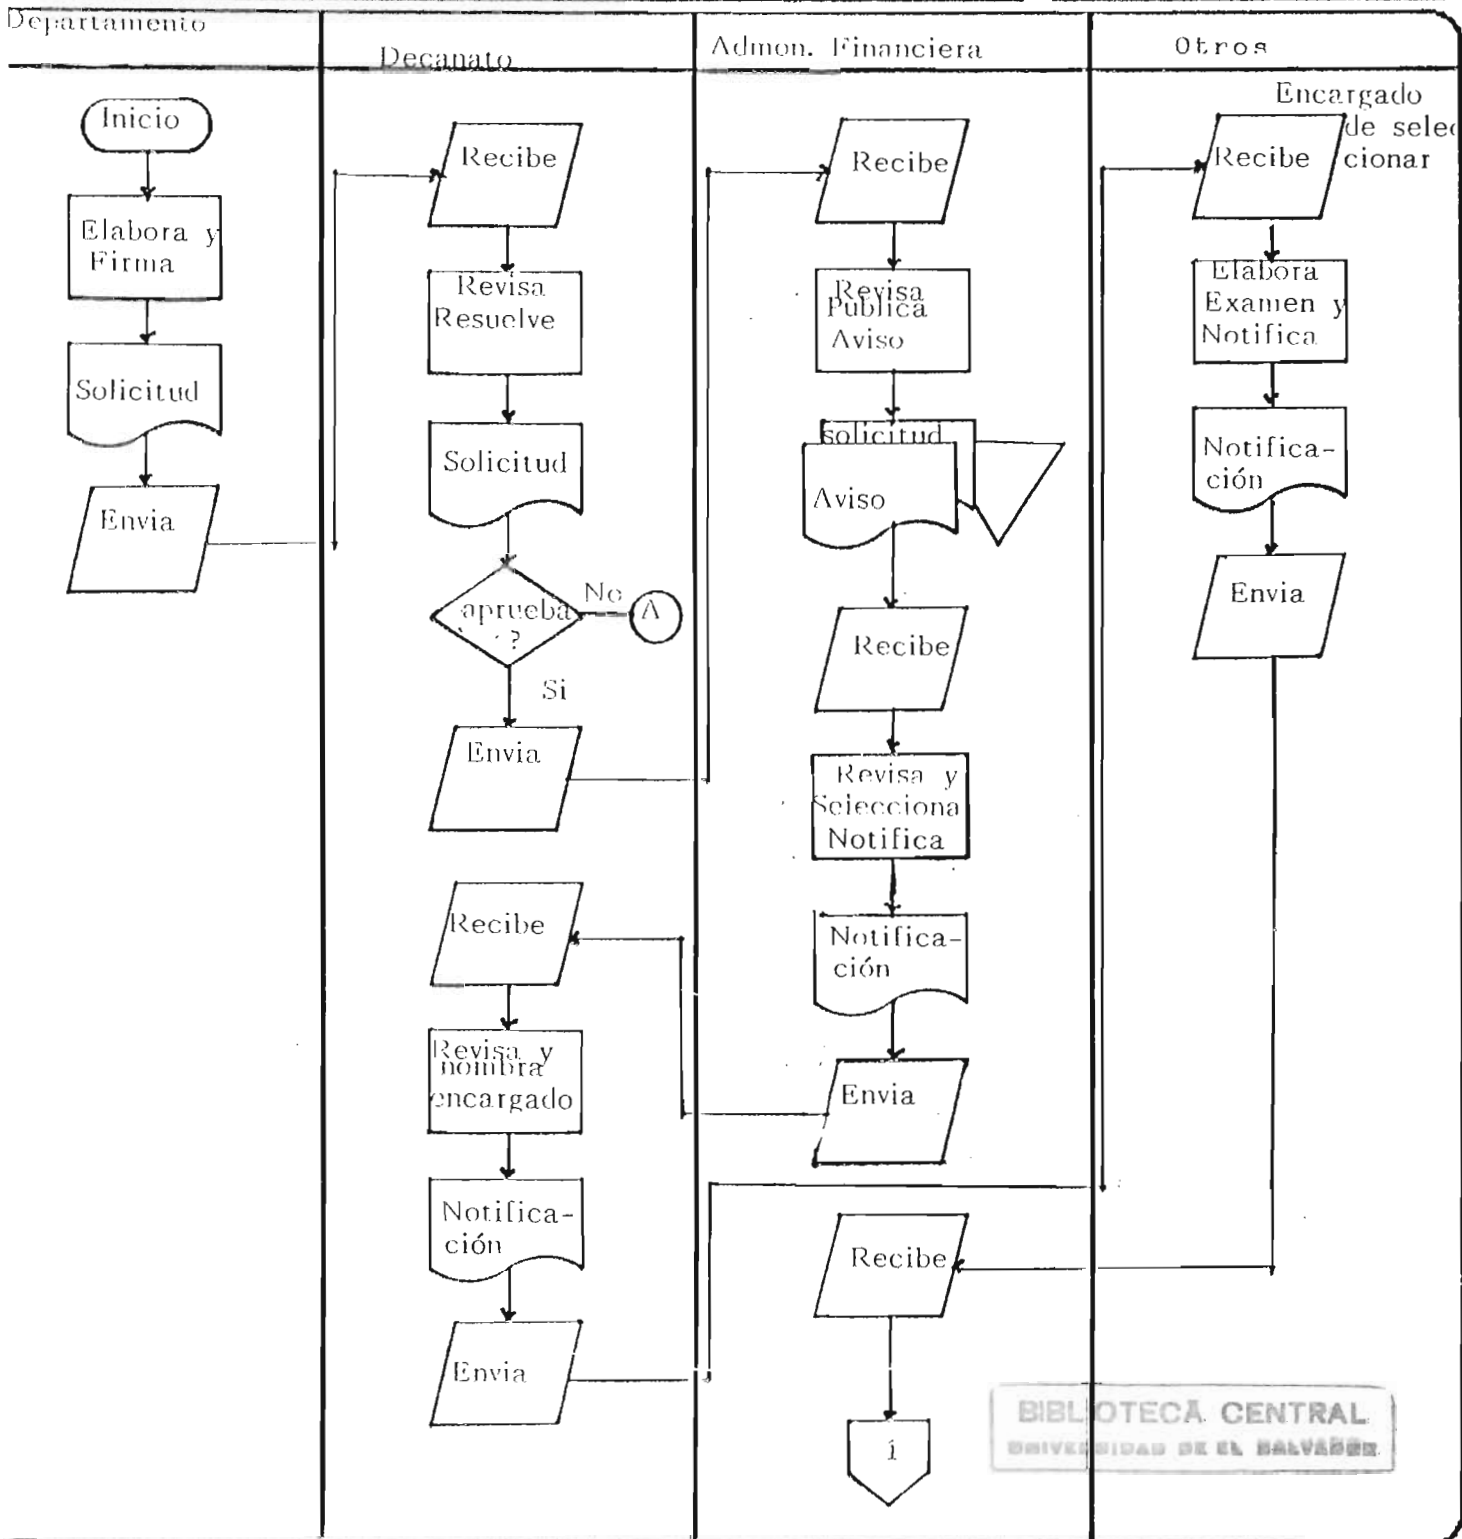 Departamento
Decanato
Admon. Financiera
Otros
Inicio
Elabora y
Firma
Solicitud
Envia
Recibe
Revisa
Resuelve
Solicitud
aprueba
?
No
A
Si
Envia
Recibe
Revisa y
nombra
encargado
Notifica-
ción
Envia
Recibe
Revisa
Publica
Aviso
solicitud
Aviso
Recibe
Revisa y
Selecciona
Notifica
Notifica-
ción
Envia
Recibe
1
Encargado
de selec
cionar
Recibe
Elabora
Examen y
Notifica
Notifica-
ción
Envia
BIBLIOTECA CENTRAL
UNIVERSIDAD DE EL SALVADOR